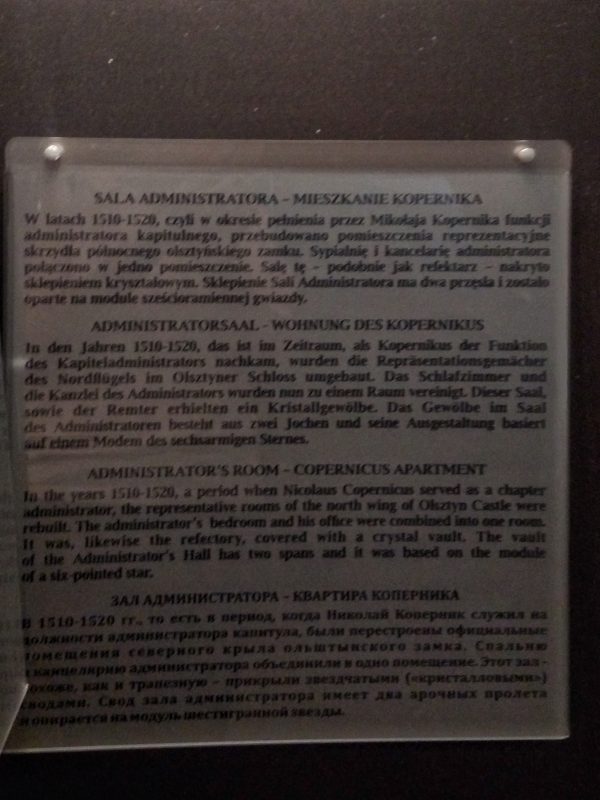 SALA ADMINISTRATORA – MIESZKANIE KOPERNIKA
W latach 1510-1520, czyli w okresie pełnienia przez Mikołaja Kopernika funkcji
administratora kapitulnego, przebudowano pomieszczenia reprezentacyjne
skrzydła północnego olsztyńskiego zamku. Sypialnię i kancelarię administratora
połączono w jedno pomieszczenie. Salę tę – podobnie jak refektarz – nakryto
sklepieniem kryształowym. Sklepienie Sali Administratora ma dwa przęsła i zostało
oparte na module sześcioramiennej gwiazdy.
ADMINISTRATORSAAL – WOHNUNG DES KOPERNIKUS
In den Jahren 1510-1520, das ist im Zeitraum, als Kopernikus der Funktion
des Kapiteladministrators nachkam, wurden die Repräsentationsgemächer
des Nordflügels im Olsztyner Schloss umgebaut. Das Schlafzimmer und
die Kanzlei des Administrators wurden nun zu einem Raum vereinigt. Dieser Saal,
sowie der Remter erhielten ein Kristallgewölbe. Das Gewölbe im Saal
des Administratoren besteht aus zwei Jochen und seine Ausgestaltung basiert
auf einem Modem des sechsarmigen Sternes.
ADMINISTRATOR'S ROOM – COPERNICUS APARTMENT
In the years 1510-1520, a period when Nicolaus Copernicus served as a chapter
administrator, the representative rooms of the north wing of Olsztyn Castle were
rebuilt. The administrator's bedroom and his office were combined into one room.
It was, likewise the refectory, covered with a crystal vault. The vault
of the Administrator's Hall has two spans and it was based on the module
of a six-pointed star.
ЗАЛ АДМИНИСТРАТОРА – КВАРТИРА КОПЕРНИКА
В 1510-1520 гг., то есть в период, когда Николай Коперник служил на
должности администратора капитула, были перестроены официальные
помещения северного крыла ольштынского замка. Спальню
и канцелярию администратора объединили в одно помещение. Этот зал –
похоже, как и трапезную – прикрыли звездчатыми («кристалловыми»)
сводами. Свод зала администратора имеет два арочных пролета
и опирается на модуль шестигранной звезды.